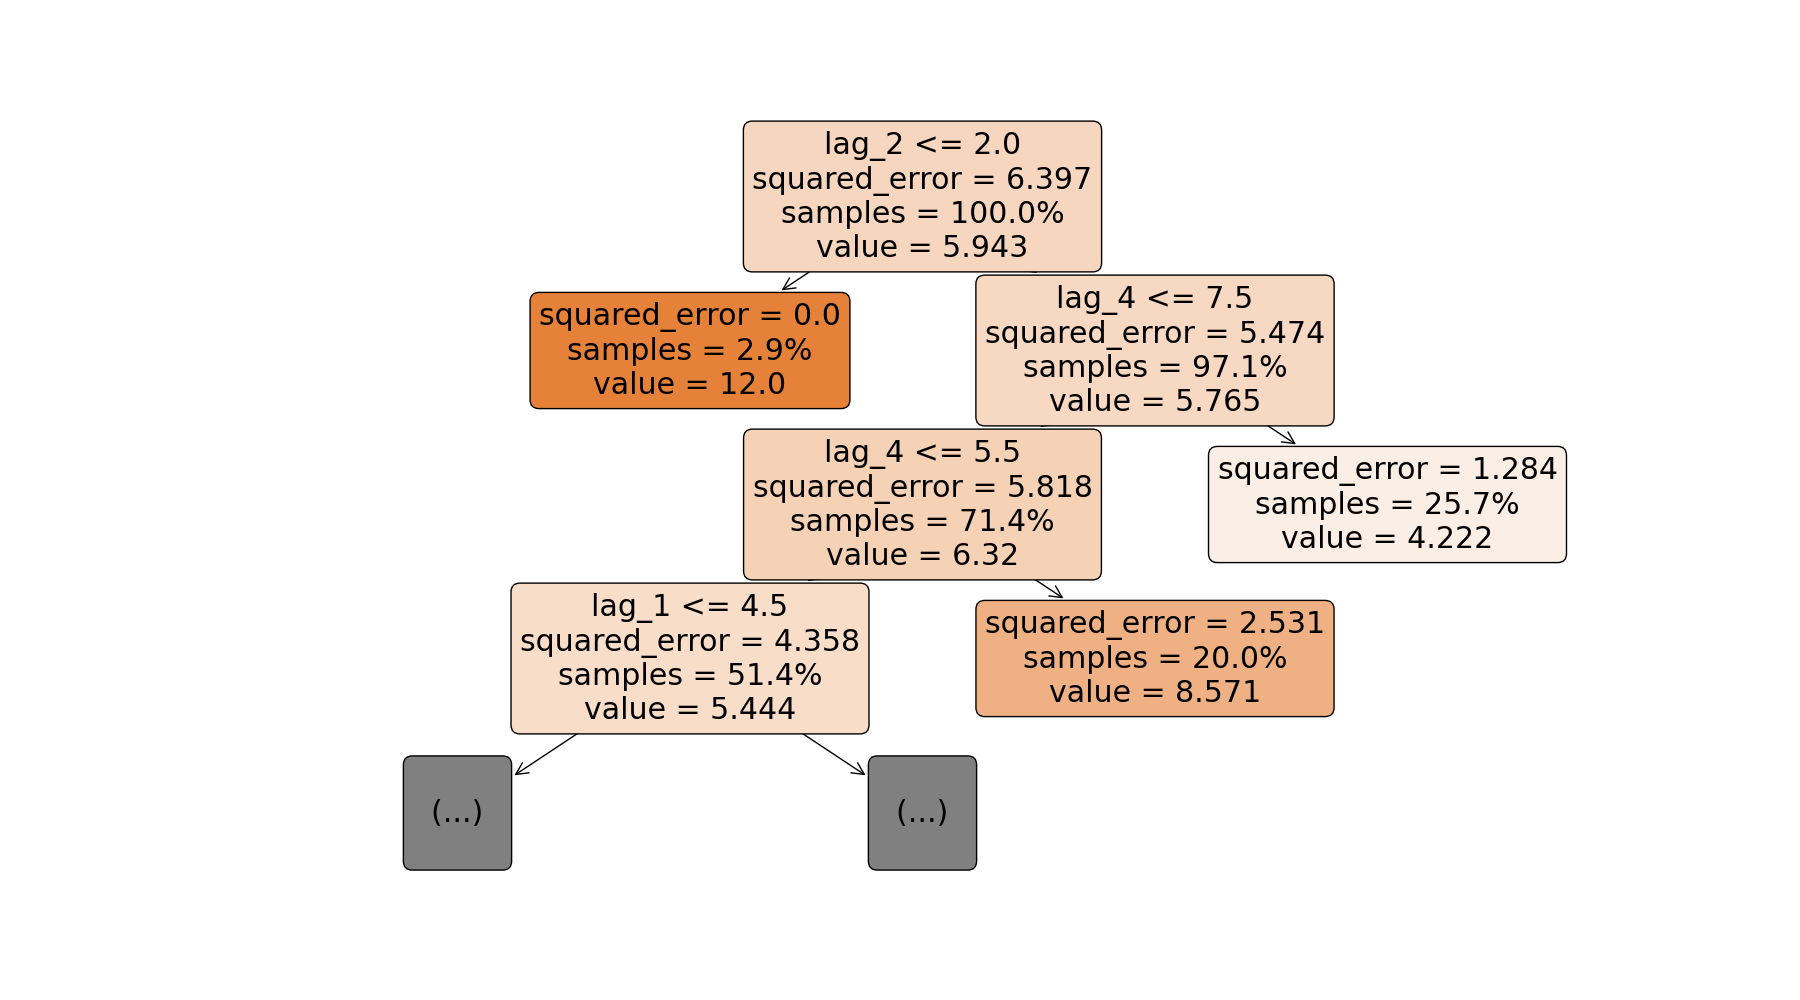 lag_2 <= 2.0
squared_error = 6.397
samples = 100.0%
value = 5.943
squared_error = 0.0
samples = 2.9%
value = 12.0
lag_4 <= 7.5
squared_error = 5.474
samples = 97.1%
value = 5.765
lag_4 <= 5.5
squared_error = 5.818
samples = 71.4%
value = 6.32
squared_error = 1.284
samples = 25.7%
value = 4.222
lag_1 <= 4.5
squared_error = 4.358
samples = 51.4%
value = 5.444
squared_error = 2.531
samples = 20.0%
value = 8.571
(...)
(...)